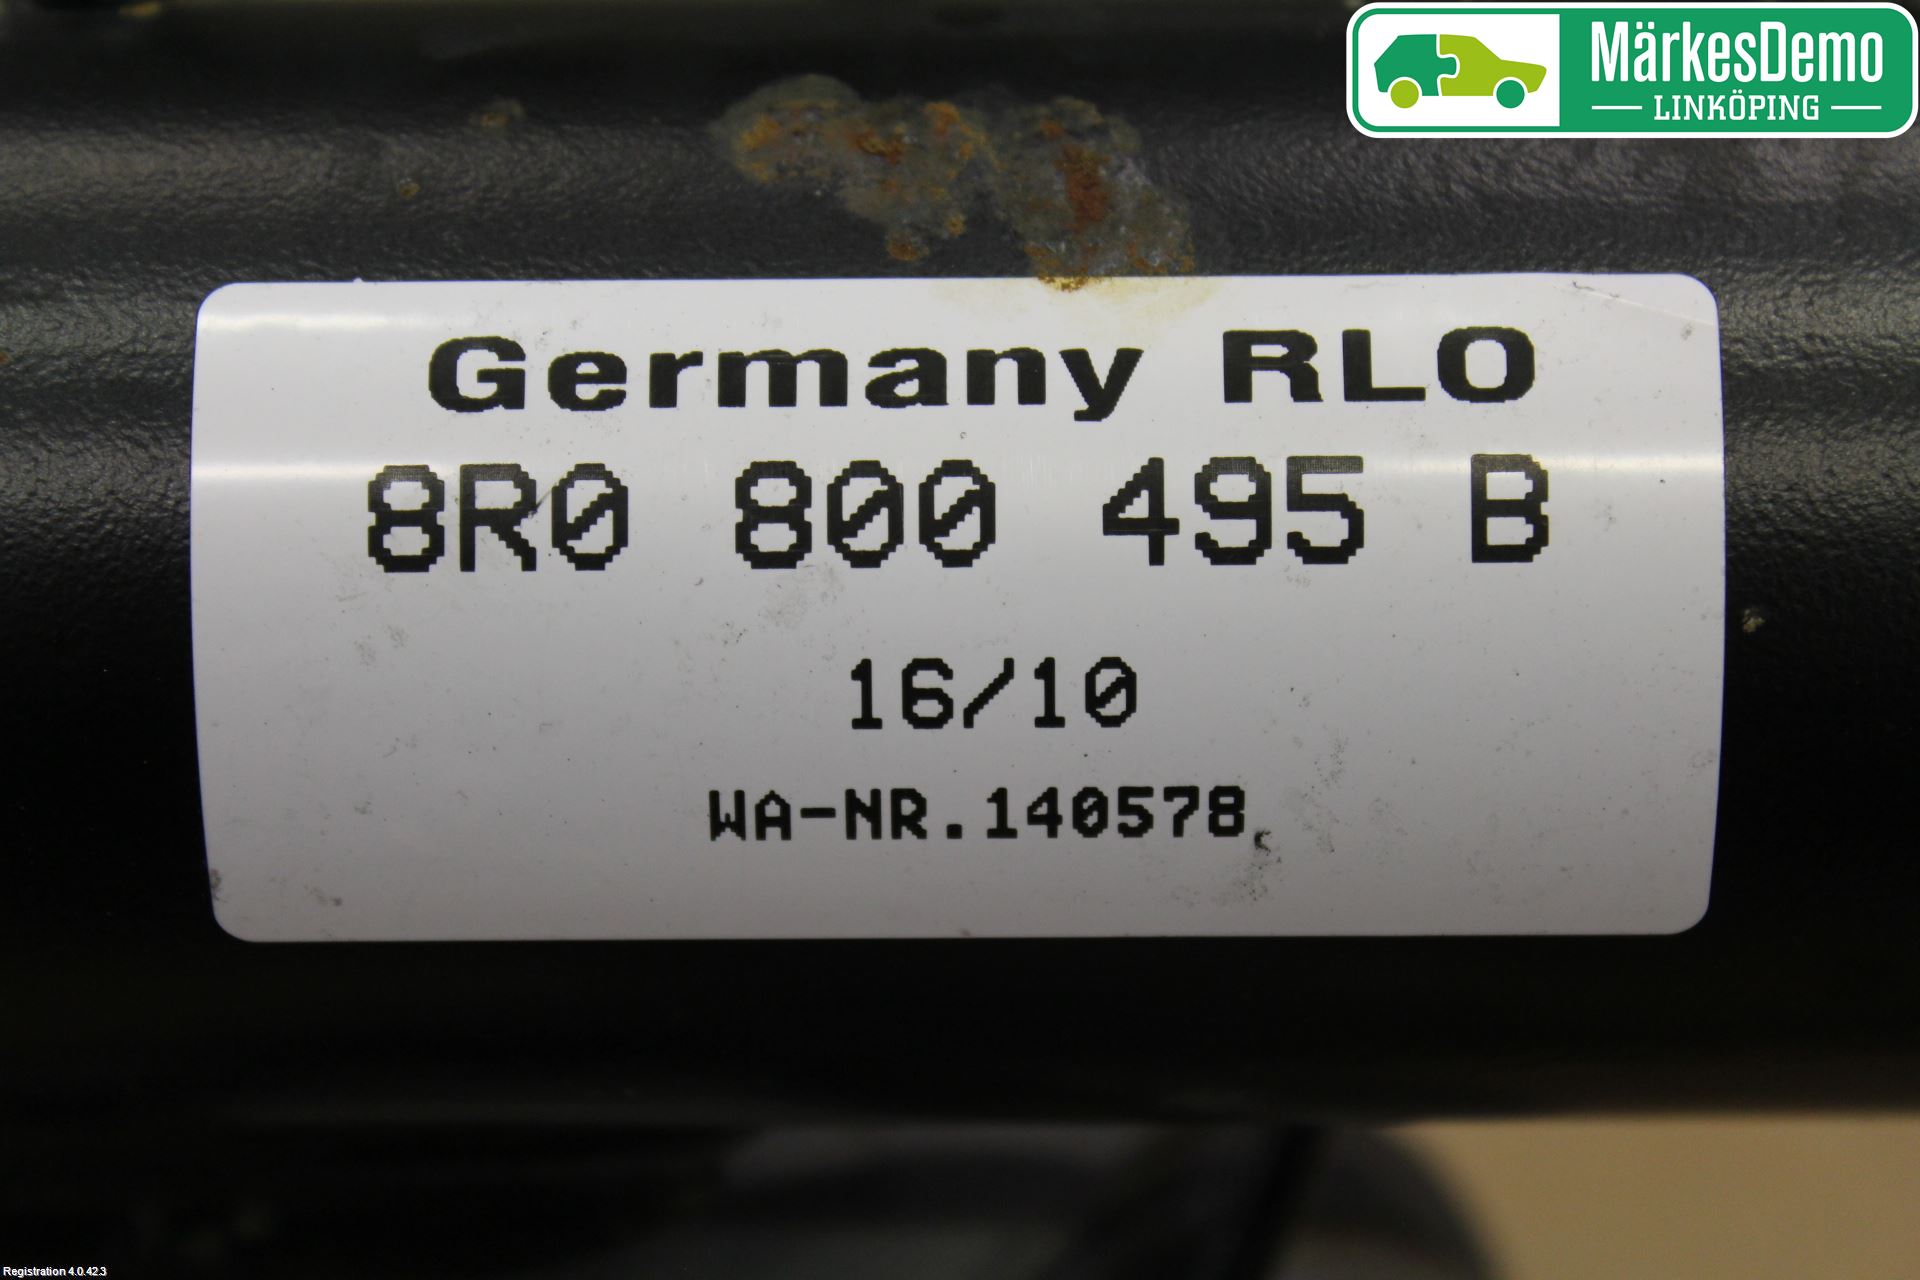 MärkesDemo
LINKÖPING
Germany RLO
8R0 800 495 B
16/10
WA-NR.140578
Registration 4.0.42.3